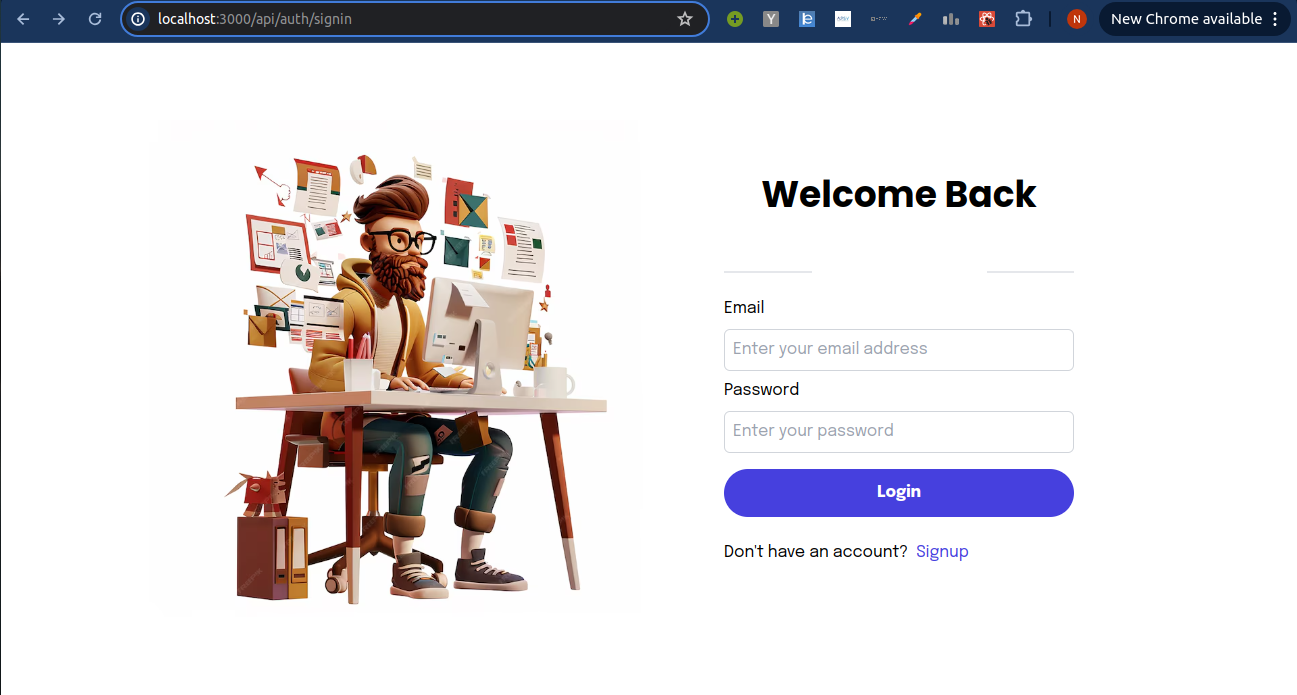 localhost:3000/api/auth/signin
Y
N
New Chrome available
Welcome Back
Email
Enter your email address
Password
Enter your password
Login
Don't have an account? Signup